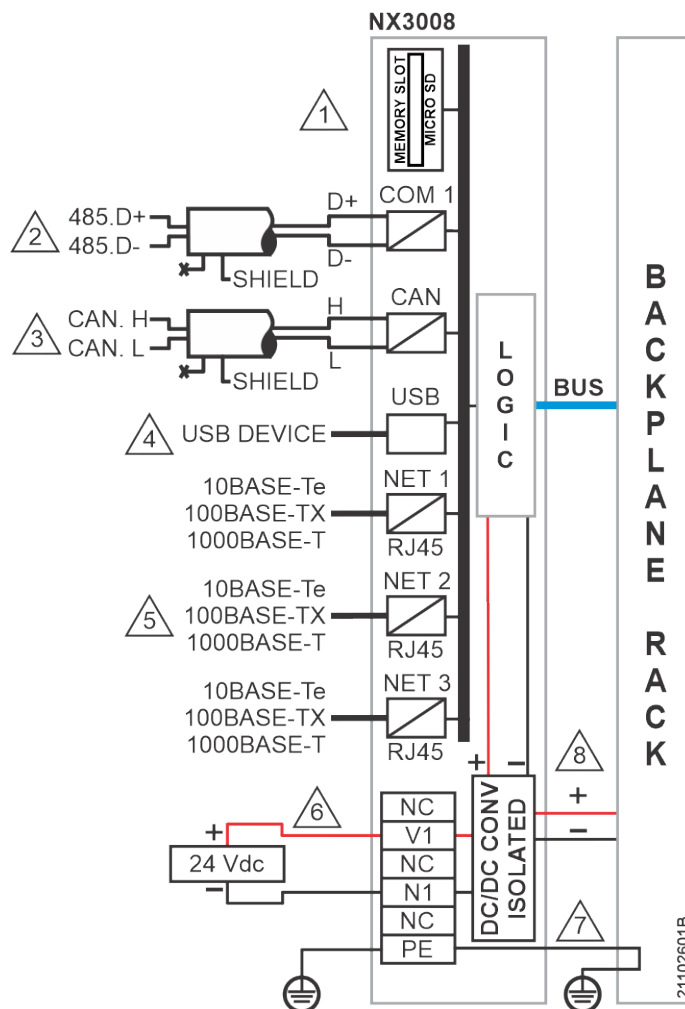 NX3008
MEMORY SLOT
MICRO SD
1
COM 1
D+
D-
485.D+
485.D-
SHIELD
2
CAN
H
L
CAN. H
CAN. L
SHIELD
3
USB
USB DEVICE
4
NET 1
10BASE-Te
100BASE-TX
1000BASE-T
RJ45
NET 2
10BASE-Te
100BASE-TX
1000BASE-T
RJ45
5
NET 3
10BASE-Te
100BASE-TX
1000BASE-T
RJ45
LOGIC
BUS
BACKPLANE RACK
+
-
8
+
-
DC/DC CONV
ISOLATED
6
+
24 Vdc
-
NC
V1
NC
N1
NC
PE
7
21102601B